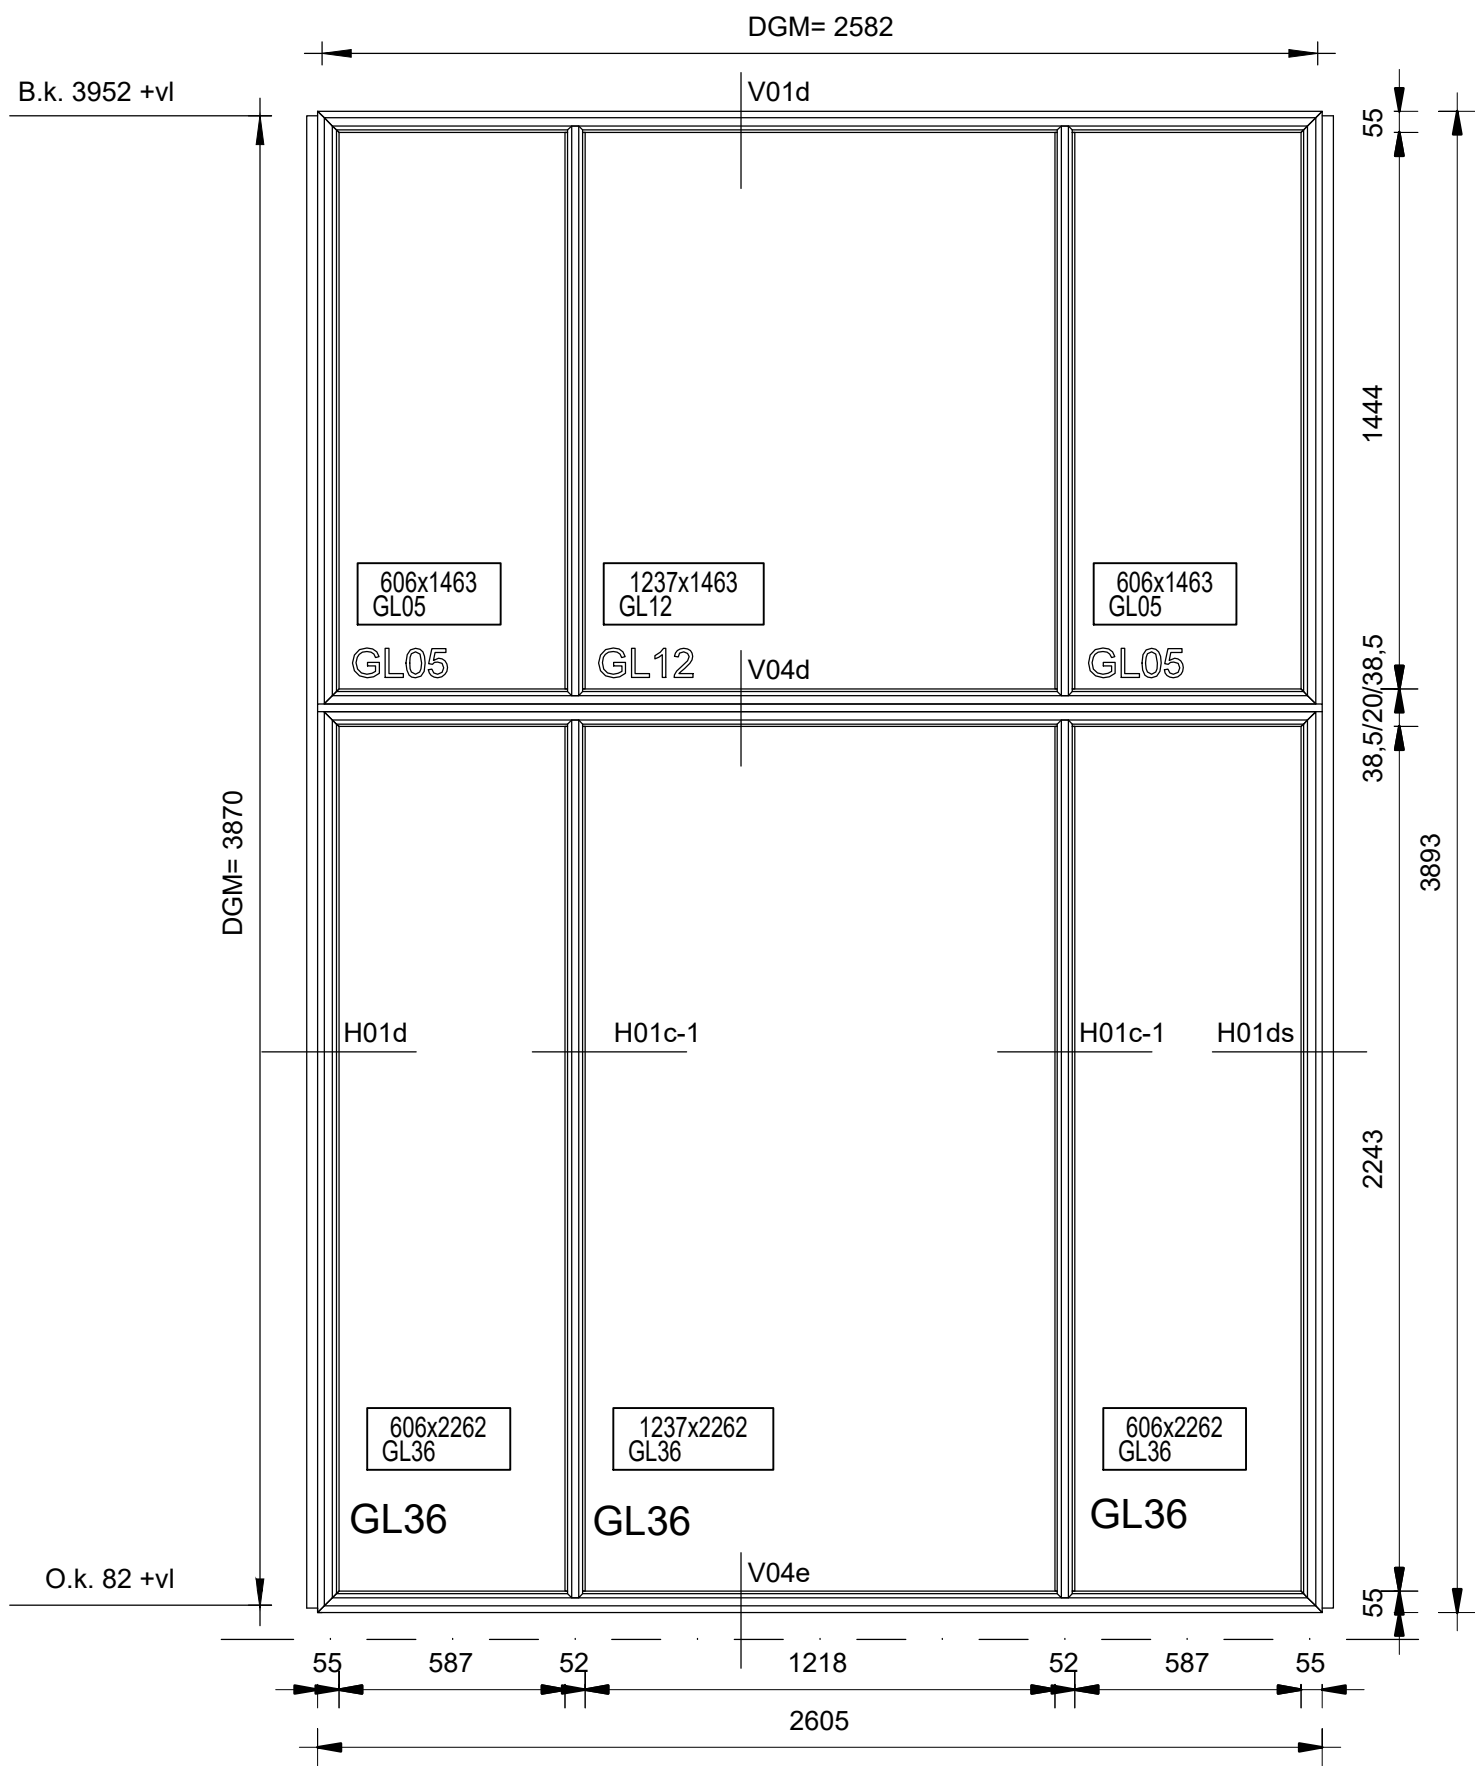 DGM= 2582
B.k. 3952 +vl
V01d
55
1444
606x1463
GL05
1237x1463
GL12
606x1463
GL05
GL05
GL12
V04d
GL05
38,5/20/38,5
DGM= 3870
3893
H01d
H01c-1
H01c-1
H01ds
2243
606x2262
GL36
1237x2262
GL36
606x2262
GL36
GL36
GL36
GL36
O.k. 82 +vl
V04e
55
55
587
52
1218
52
587
55
2605